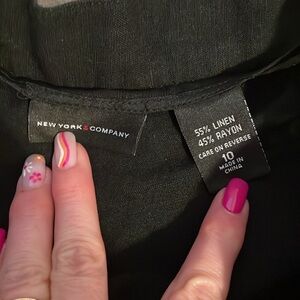 NEW YORK & COMPANY
55% LINEN
45% RAYON
CARE ON REVERSE
10
MADE IN
CHINA